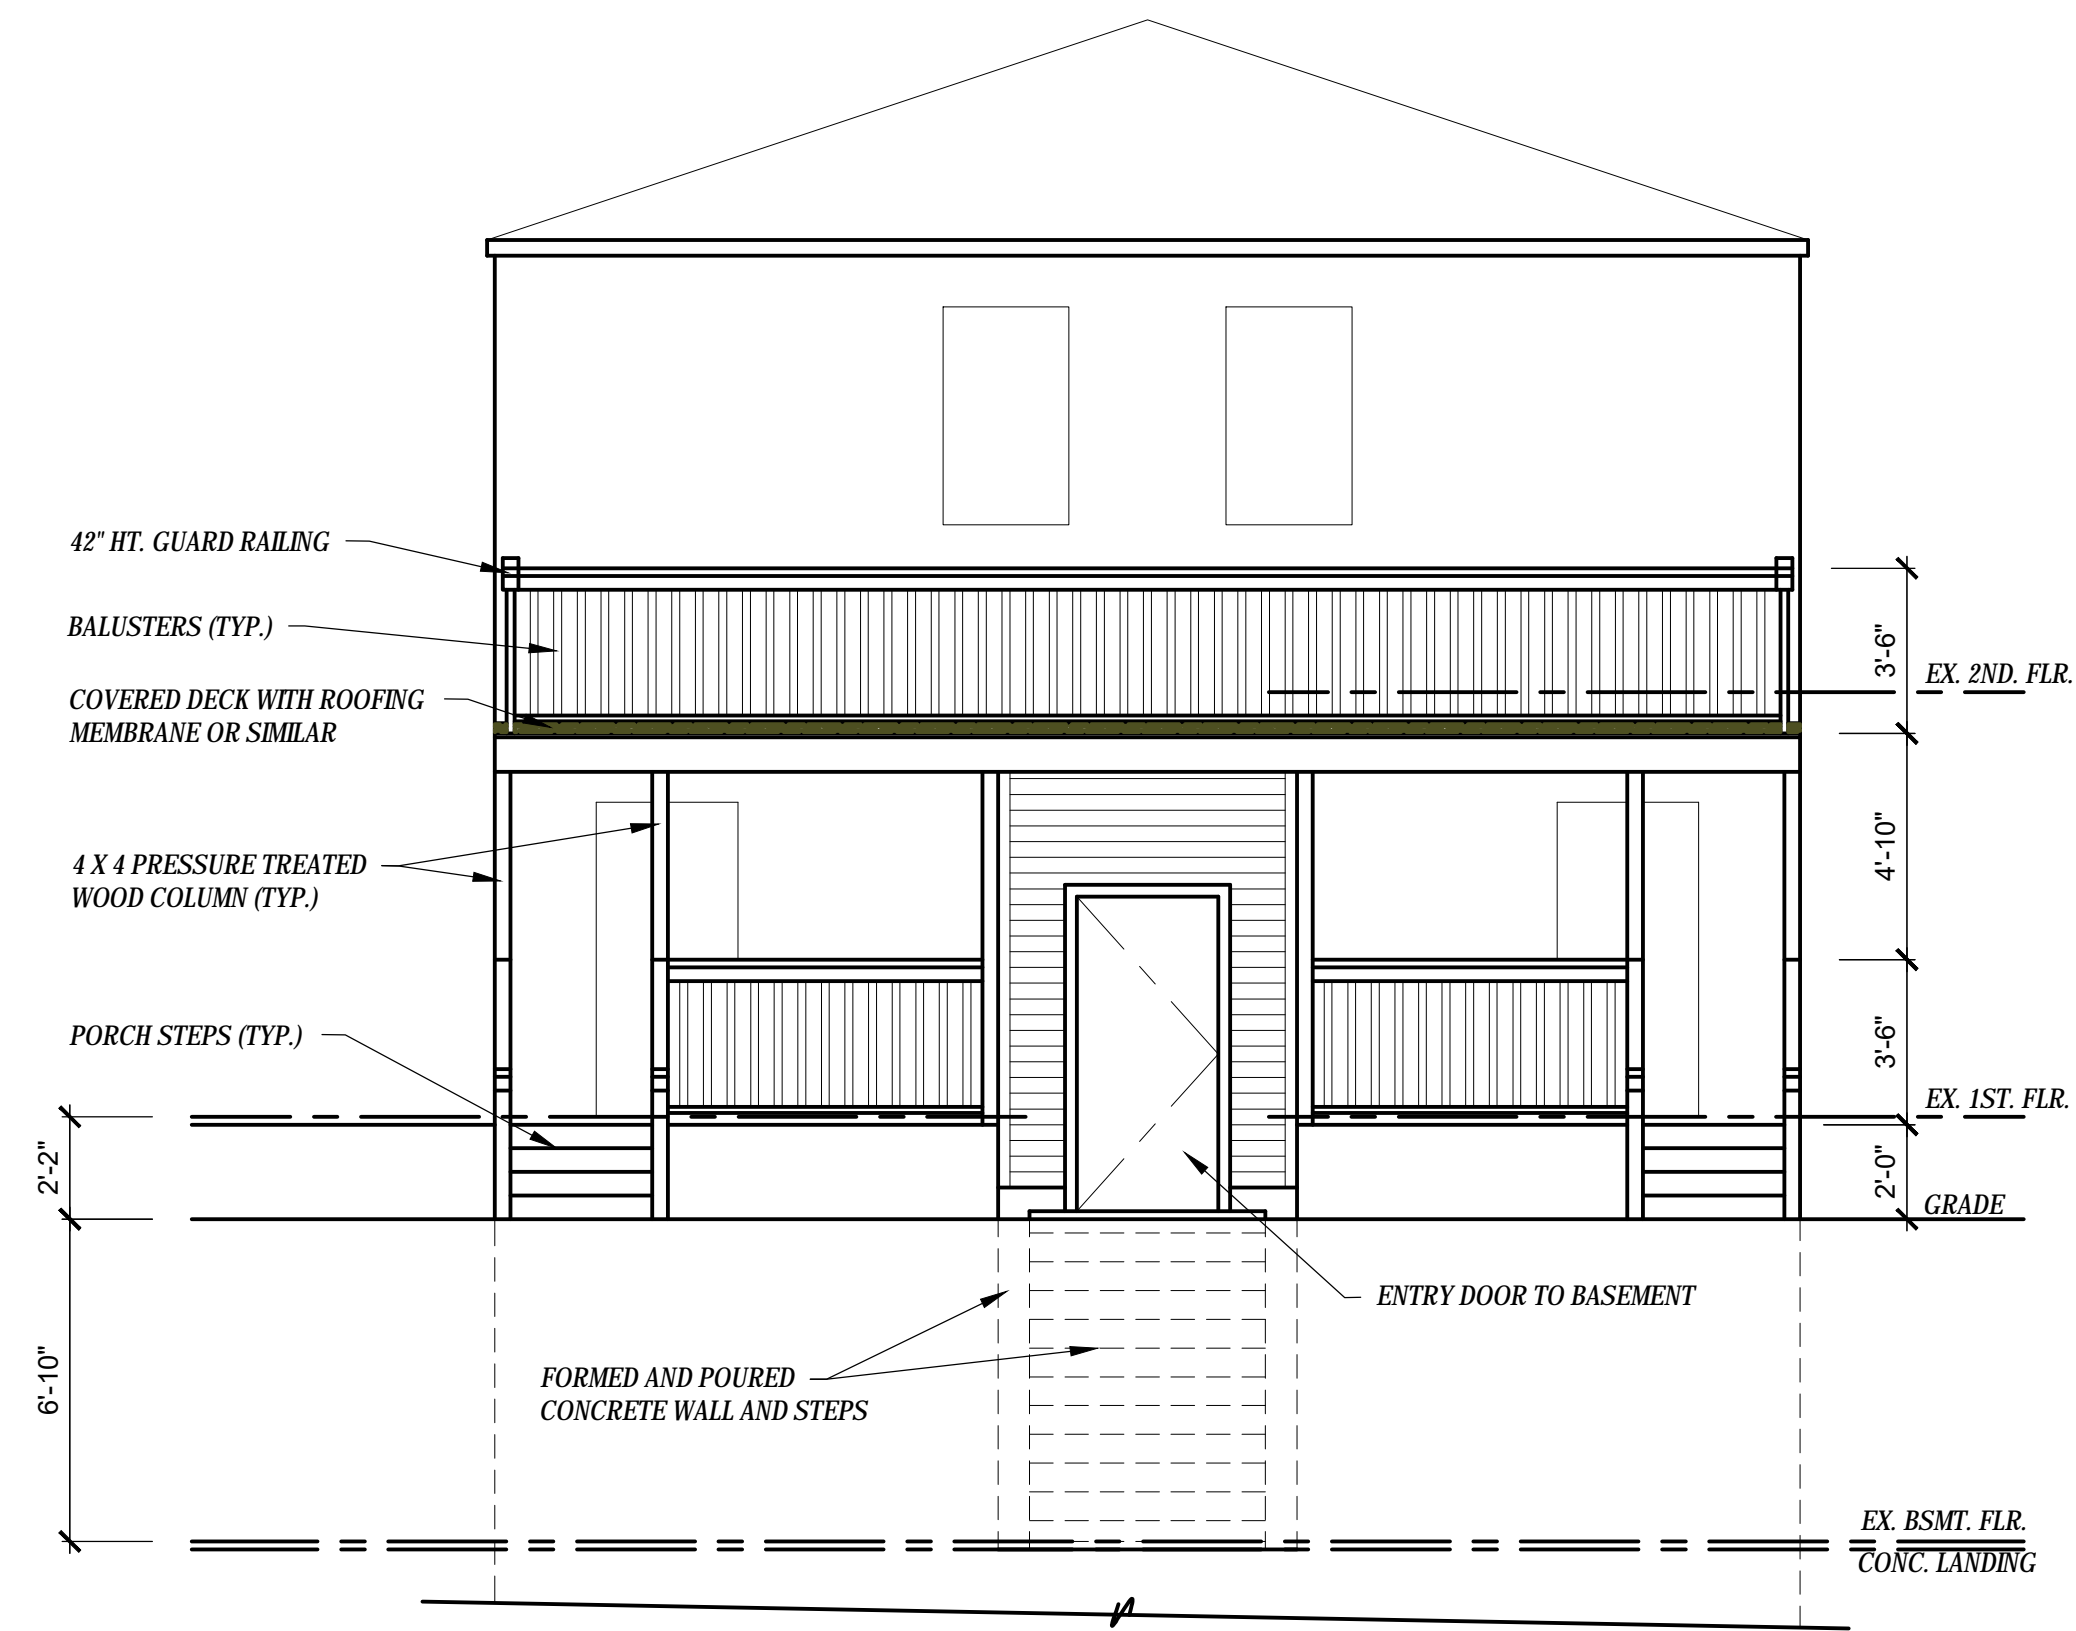 42" HT. GUARD RAILING
BALUSTERS (TYP.)
3'-6"
EX. 2ND. FLR.
COVERED DECK WITH ROOFING
MEMBRANE OR SIMILAR
4'-10"
4 X 4 PRESSURE TREATED
WOOD COLUMN (TYP.)
PORCH STEPS (TYP.)
3'-6"
EX. 1ST. FLR.
2'-2"
2'-0"
GRADE
ENTRY DOOR TO BASEMENT
6'-10"
FORMED AND POURED
CONCRETE WALL AND STEPS
EX. BSMT. FLR.
CONC. LANDING